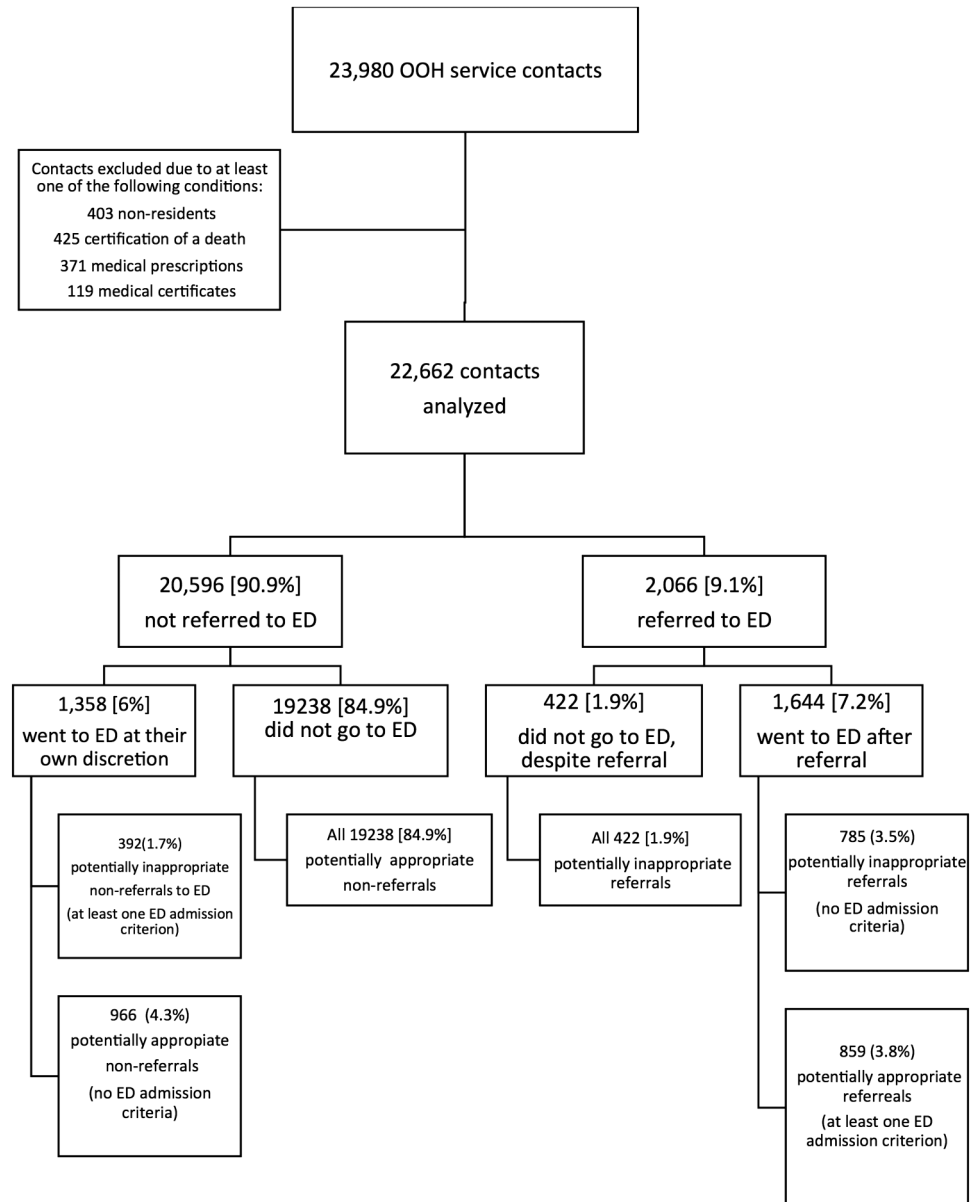 23,980 OOH service contacts
Contacts excluded due to at least
one of the following conditions:
403 non-residents
425 certification of a death
371 medical prescriptions
119 medical certificates
22,662 contacts
analyzed
20,596 [90.9%]
not referred to ED
2,066 [9.1%]
referred to ED
1,358 [6%]
went to ED at their
own discretion
19238 [84.9%]
did not go to ED
422 [1.9%]
did not go to ED,
despite referral
1,644 [7.2%]
went to ED after
referral
392(1.7%)
potentially inappropriate
non-referrals to ED
(at least one ED admission
criterion)
All 19238 [84.9%]
potentially appropriate
non-referrals
All 422 [1.9%]
potentially inappropriate
referrals
785 (3.5%)
potentially inappropriate
referrals
(no ED admission
criteria)
966 (4.3%)
potentially appropiate
non-referrals
(no ED admission
criteria)
859 (3.8%)
potentially appropriate
referreals
(at least one ED
admission criterion)